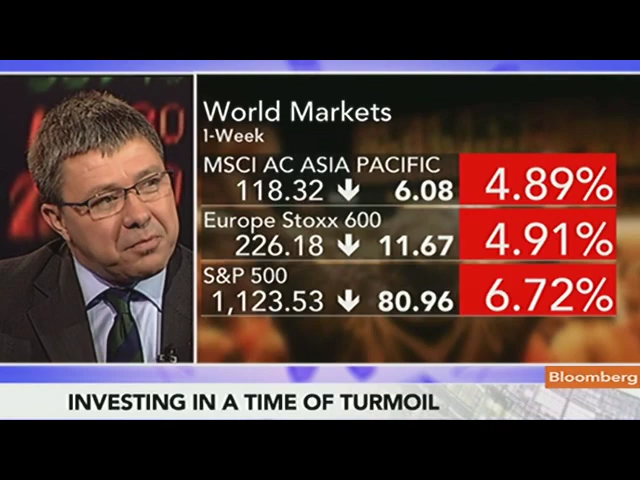 World Markets
1-Week
MSCI AC ASIA PACIFIC
118.32 ↓ 6.08 4.89%
Europe Stoxx 600
226.18 ↓ 11.67 4.91%
S&P 500
1,123.53 ↓ 80.96 6.72%
Bloomberg
INVESTING IN A TIME OF TURMOIL